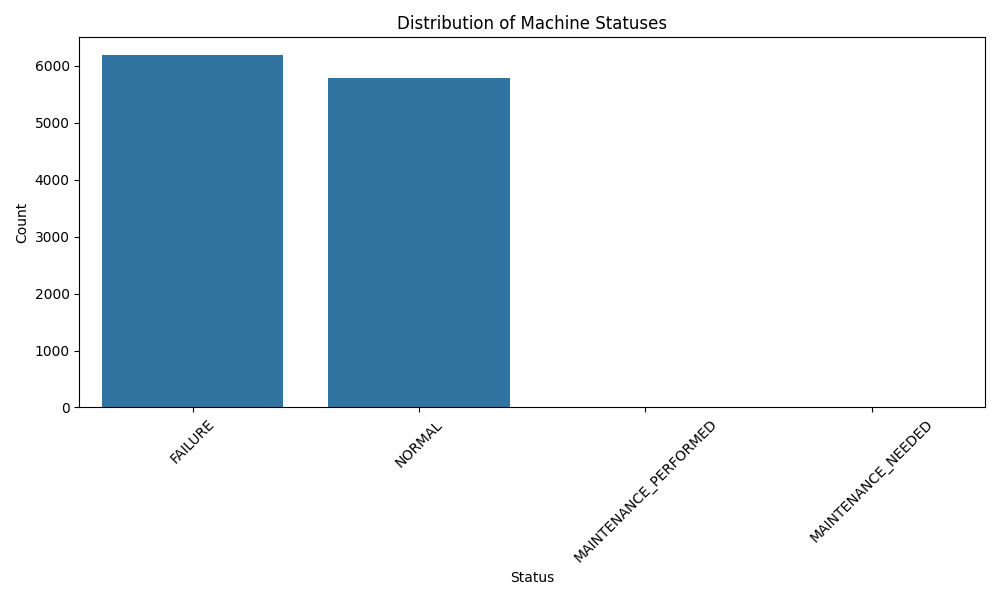 Distribution of Machine Statuses
Count
6000
5000
4000
3000
2000
1000
0
FAILURE
NORMAL
MAINTENANCE_PERFORMED
MAINTENANCE_NEEDED
Status